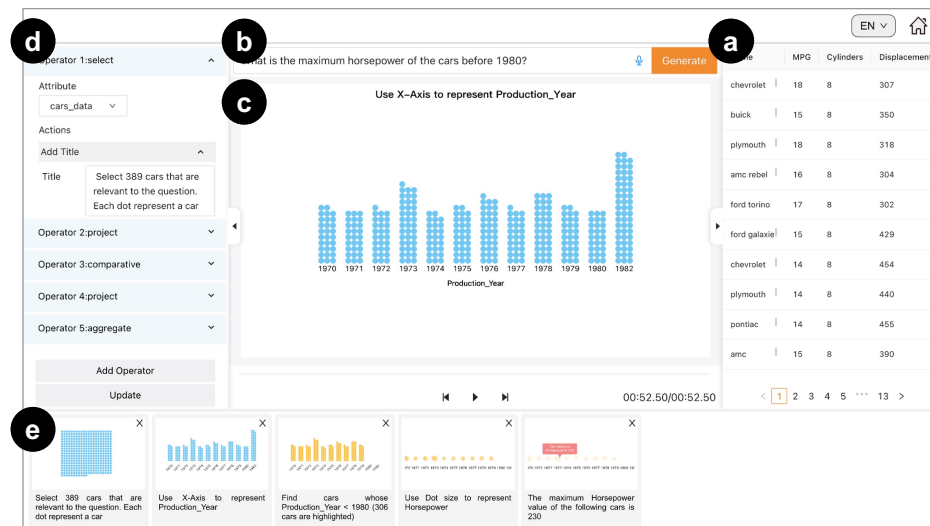 d
b
a
EN
Operator 1:select
What is the maximum horsepower of the cars before 1980?
Generate
MPG Cylinders Displacement
Attribute
cars_data
Actions
Add Title
Title
Select 389 cars that are
relevant to the question.
Each dot represent a car
Operator 2:project
Operator 3:comparative
Operator 4:project
Operator 5:aggregate
Add Operator
Update
c
Use X-Axis to represent Production_Year
1970 1971 1972 1973 1974 1975 1976 1977 1978 1979 1980 1982
Production_Year
00:52.50/00:52.50
chevrolet 18 8 307
buick 15 8 350
plymouth 18 8 318
amc rebel 16 8 304
ford torino 17 8 302
ford galaxie 15 8 429
chevrolet 14 8 454
plymouth 14 8 440
pontiac 14 8 455
amc 15 8 390
< 1 2 3 4 5 ••• 13 >
e
X
X
X
X
X
Select 389 cars that are
relevant to the question. Each
dot represent a car
Use X-Axis to represent
Production_Year
Find cars whose
Production_Year < 1980 (306
cars are highlighted)
Use Dot size to represent
Horsepower
The maximum Horsepower
value of the following cars is
230